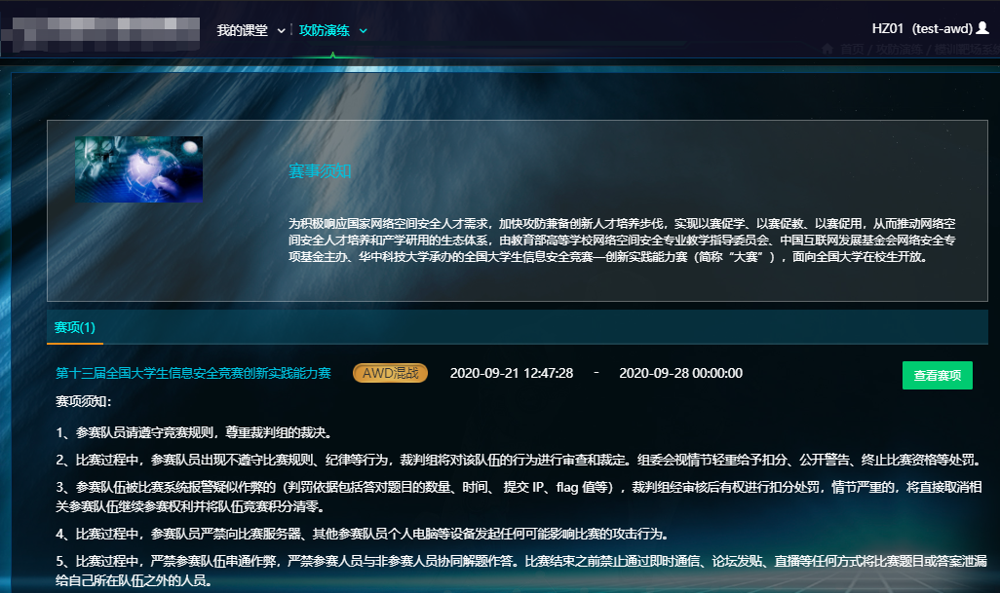 我的课堂 攻防演练 HZ01 (test-awd)
首页 / 攻防演练 /
赛事须知
为积极响应国家网络空间安全人才需求，加快攻防兼备创新人才培养步伐，实现以赛促学、以赛促教、以赛促用，从而推动网络空
间安全人才培养和产学研用的生态体系，由教育部高等学校网络空间安全专业教学指导委员会、中国互联网发展基金会网络安全专
项基金主办、华中科技大学承办的全国大学生信息安全竞赛—创新实践能力赛（简称“大赛”），面向全国大学在校生开放。
赛项(1)
第十三届全国大学生信息安全竞赛创新实践能力赛 AWD混战 2020-09-21 12:47:28 - 2020-09-28 00:00:00 查看赛项
赛项须知:
1、参赛队员请遵守竞赛规则，尊重裁判组的裁决。
2、比赛过程中，参赛队员出现不遵守比赛规则、纪律等行为，裁判组将对该队伍的行为进行审查和裁定。组委会视情节轻重给予扣分、公开警告、终止比赛资格等处罚。
3、参赛队伍被比赛系统报警疑似作弊的（判罚依据包括答对题目的数量、时间、 提交 IP、flag 值等），裁判组经审核后有权进行扣分处罚，情节严重的，将直接取消相
关参赛队伍继续参赛权利并将队伍竞赛积分清零。
4、比赛过程中，参赛队员严禁向比赛服务器、其他参赛队员个人电脑等设备发起任何可能影响比赛的攻击行为。
5、比赛过程中，严禁参赛队伍串通作弊，严禁参赛人员与非参赛人员协同解题作答。比赛结束之前禁止通过即时通信、论坛发贴、直播等任何方式将比赛题目或答案泄漏
给自己所在队伍之外的人员。